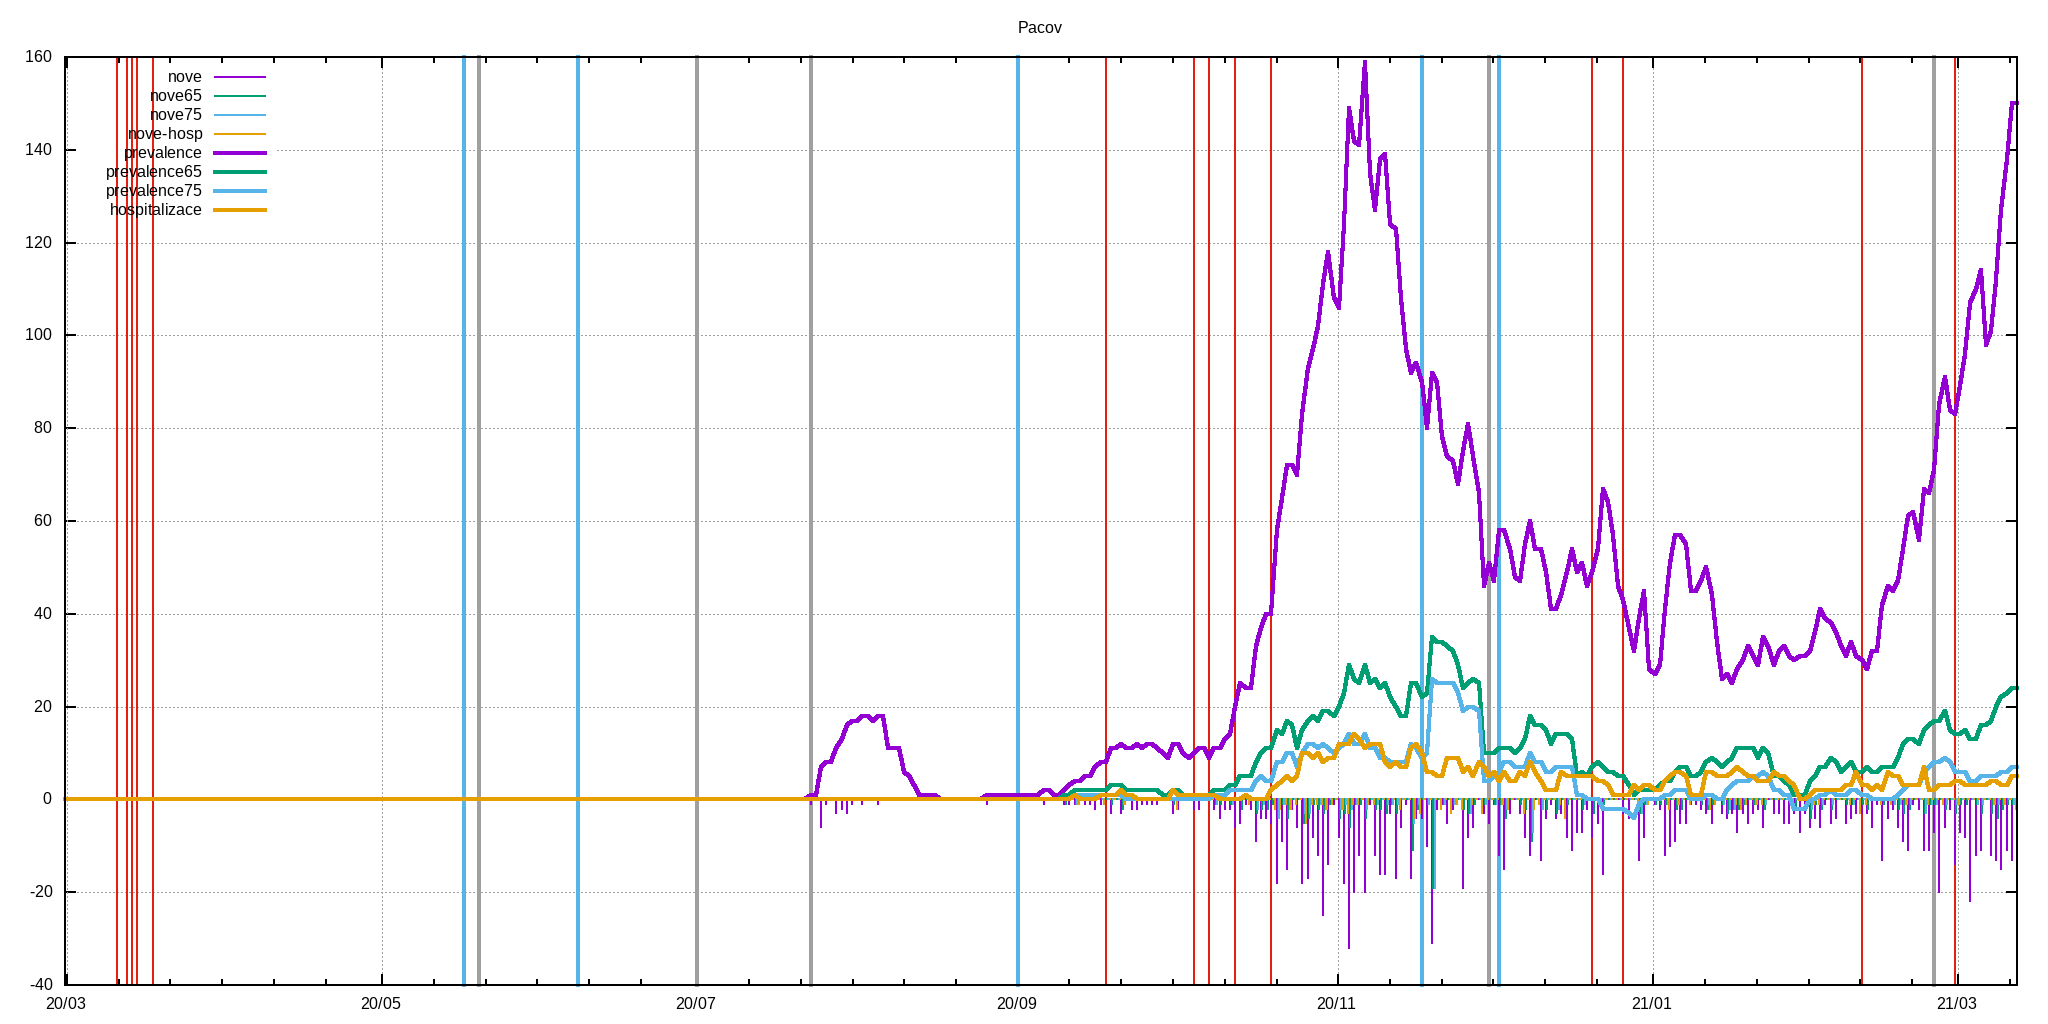 Pacov
160
140
120
100
80
60
40
20
0
-20
-40
nove
nove65
nove75
nove-hosp
prevalence
prevalence65
prevalence75
hospitalizace
20/03 20/05 20/07 20/09 20/11 21/01 21/03